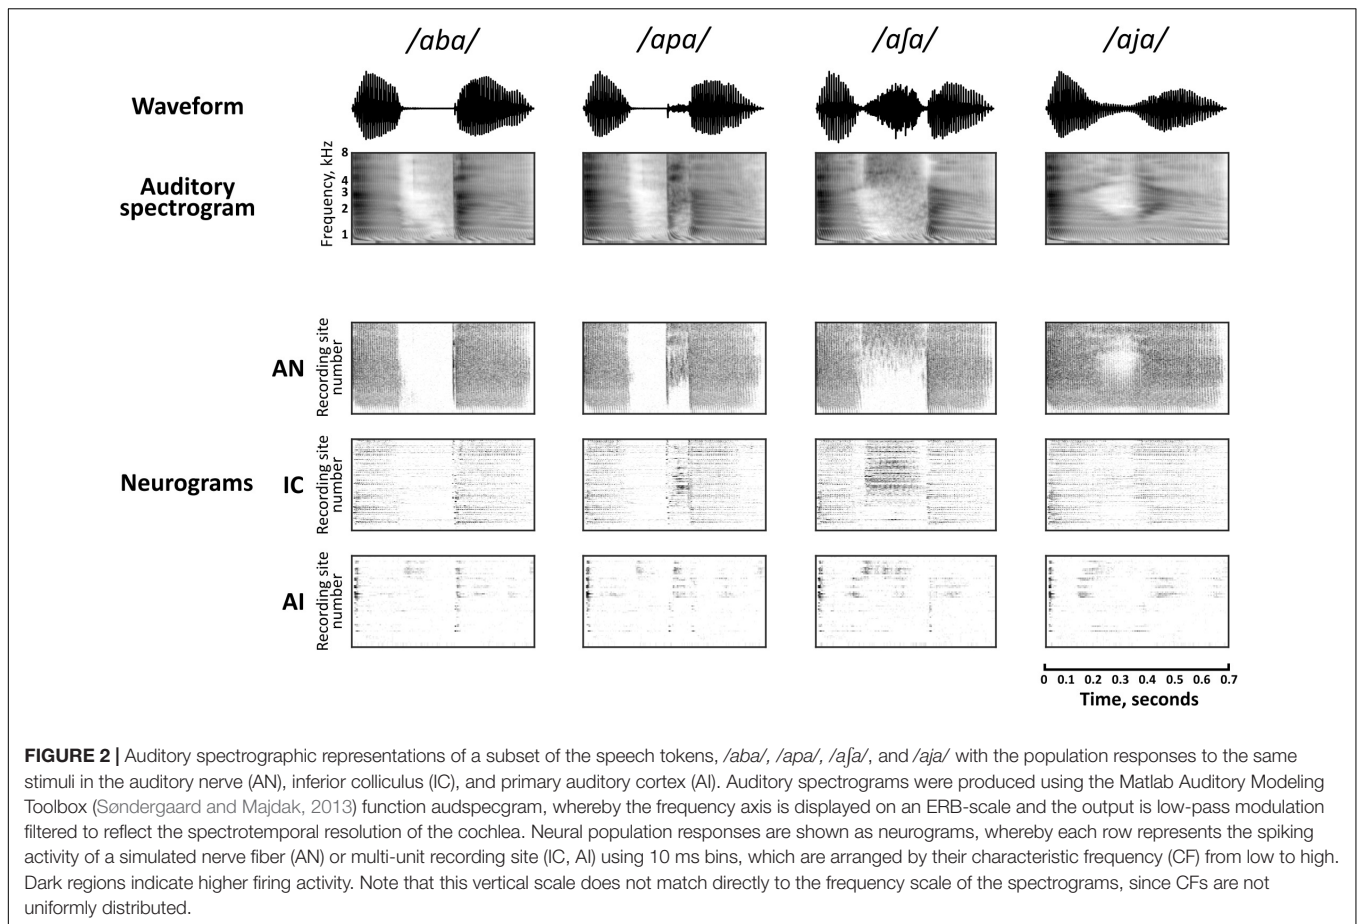 /aba/ /apa/ /aʃa/ /aja/
Waveform
Auditory
spectrogram
Frequency, kHz
8
4
3
2
1
AN
Recording site
number
Neurograms
IC
Recording site
number
AI
Recording site
number
0 0.1 0.2 0.3 0.4 0.5 0.6 0.7
Time, seconds
FIGURE 2 | Auditory spectrographic representations of a subset of the speech tokens, /aba/, /apa/, /aʃa/, and /aja/ with the population responses to the same
stimuli in the auditory nerve (AN), inferior colliculus (IC), and primary auditory cortex (AI). Auditory spectrograms were produced using the Matlab Auditory Modeling
Toolbox (Søndergaard and Majdak, 2013) function audspecgram, whereby the frequency axis is displayed on an ERB-scale and the output is low-pass modulation
filtered to reflect the spectrotemporal resolution of the cochlea. Neural population responses are shown as neurograms, whereby each row represents the spiking
activity of a simulated nerve fiber (AN) or multi-unit recording site (IC, AI) using 10 ms bins, which are arranged by their characteristic frequency (CF) from low to high.
Dark regions indicate higher firing activity. Note that this vertical scale does not match directly to the frequency scale of the spectrograms, since CFs are not
uniformly distributed.